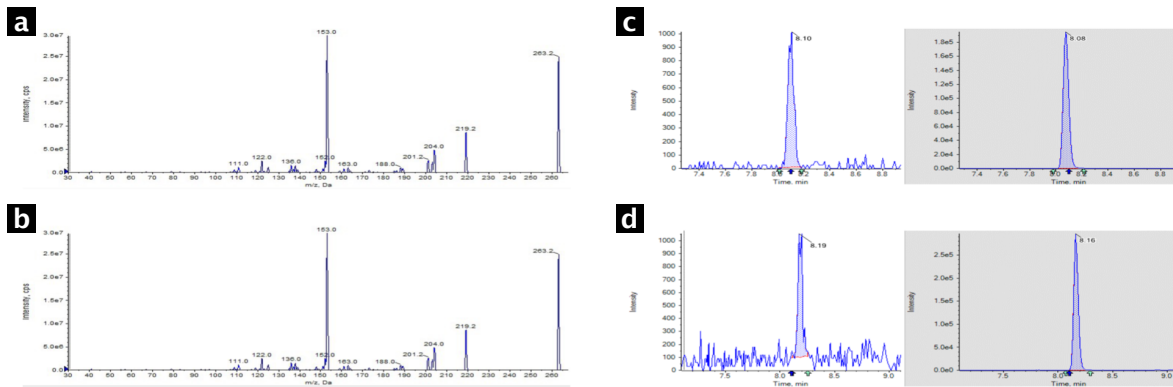 a
Intensity, cps
3.0e7
2.5e7
2.0e7
1.5e7
1.0e7
5.0e6
0.0
153.0
263.2
219.2
204.0
201.2
188.0
163.0
152.0
136.0
122.0
111.0
30 40 50 60 70 80 90 100 110 120 130 140 150 160 170 180 190 200 210 220 230 240 250 260
m/z, Da
b
Intensity, cps
3.0e7
2.5e7
2.0e7
1.5e7
1.0e7
5.0e6
0.0
153.0
263.2
219.2
204.0
201.2
188.0
163.0
152.0
136.0
122.0
111.0
30 40 50 60 70 80 90 100 110 120 130 140 150 160 170 180 190 200 210 220 230 240 250 260
m/z, Da
c
Intensity
1000
900
800
700
600
500
400
300
200
100
0
8.10
7.4 7.6 7.8 8.0 8.2 8.4 8.6 8.8
Time, min
Intensity
1.8e5
1.6e5
1.4e5
1.2e5
1.0e5
8.0e4
6.0e4
4.0e4
2.0e4
0.0
8.08
7.4 7.6 7.8 8.0 8.2 8.4 8.6 8.8
Time, min
d
Intensity
1000
900
800
700
600
500
400
300
200
100
0
8.19
7.5 8.0 8.5 9.0
Time, min
Intensity
2.5e5
2.0e5
1.5e5
1.0e5
5.0e4
0.0
8.16
7.5 8.0 8.5 9.0
Time, min